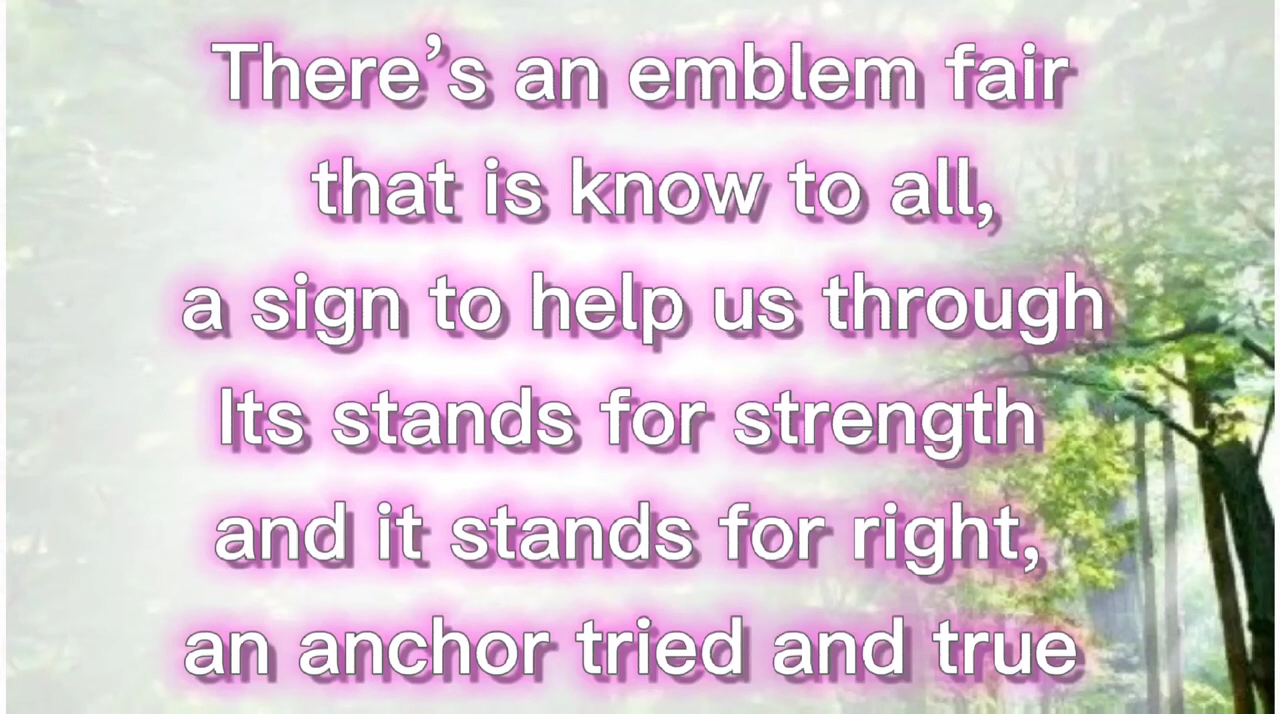 There’s an emblem fair
that is know to all,
a sign to help us through
Its stands for strength
and it stands for right,
an anchor tried and true